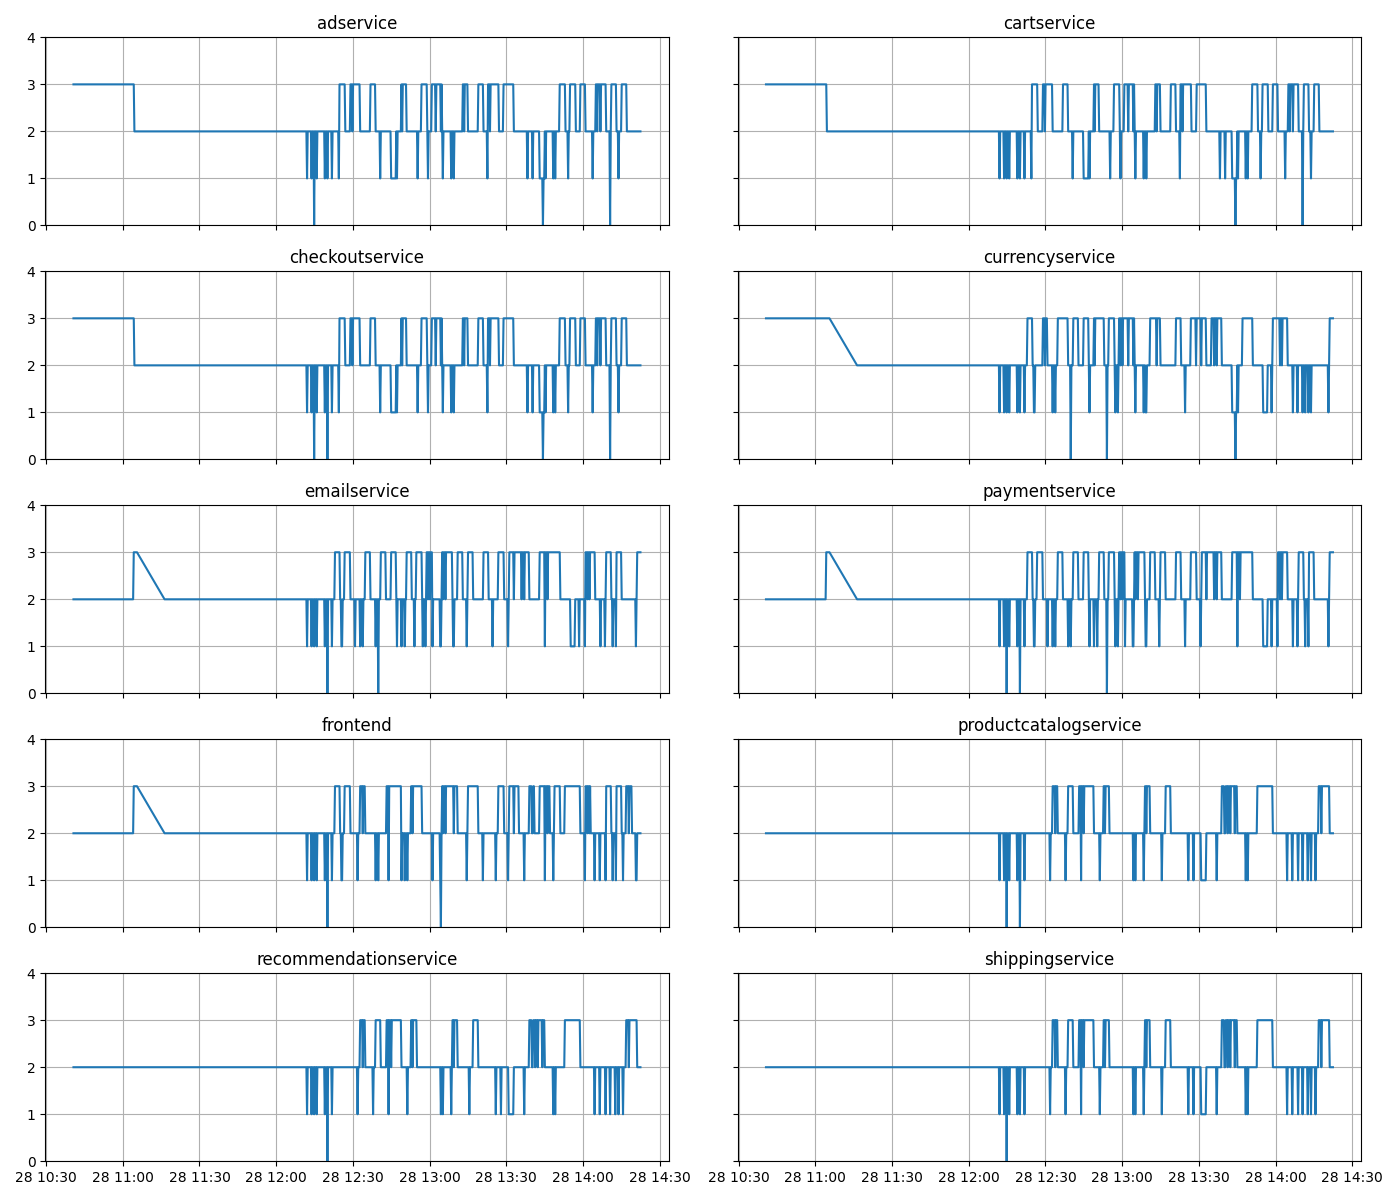 adservice
cartservice
4
3
2
1
0
checkoutservice
currencyservice
4
3
2
1
0
emailservice
paymentservice
4
3
2
1
0
frontend
productcatalogservice
4
3
2
1
0
recommendationservice
shippingservice
4
3
2
1
0
28 10:30 28 11:00 28 11:30 28 12:00 28 12:30 28 13:00 28 13:30 28 14:00 28 14:30
28 10:30 28 11:00 28 11:30 28 12:00 28 12:30 28 13:00 28 13:30 28 14:00 28 14:30